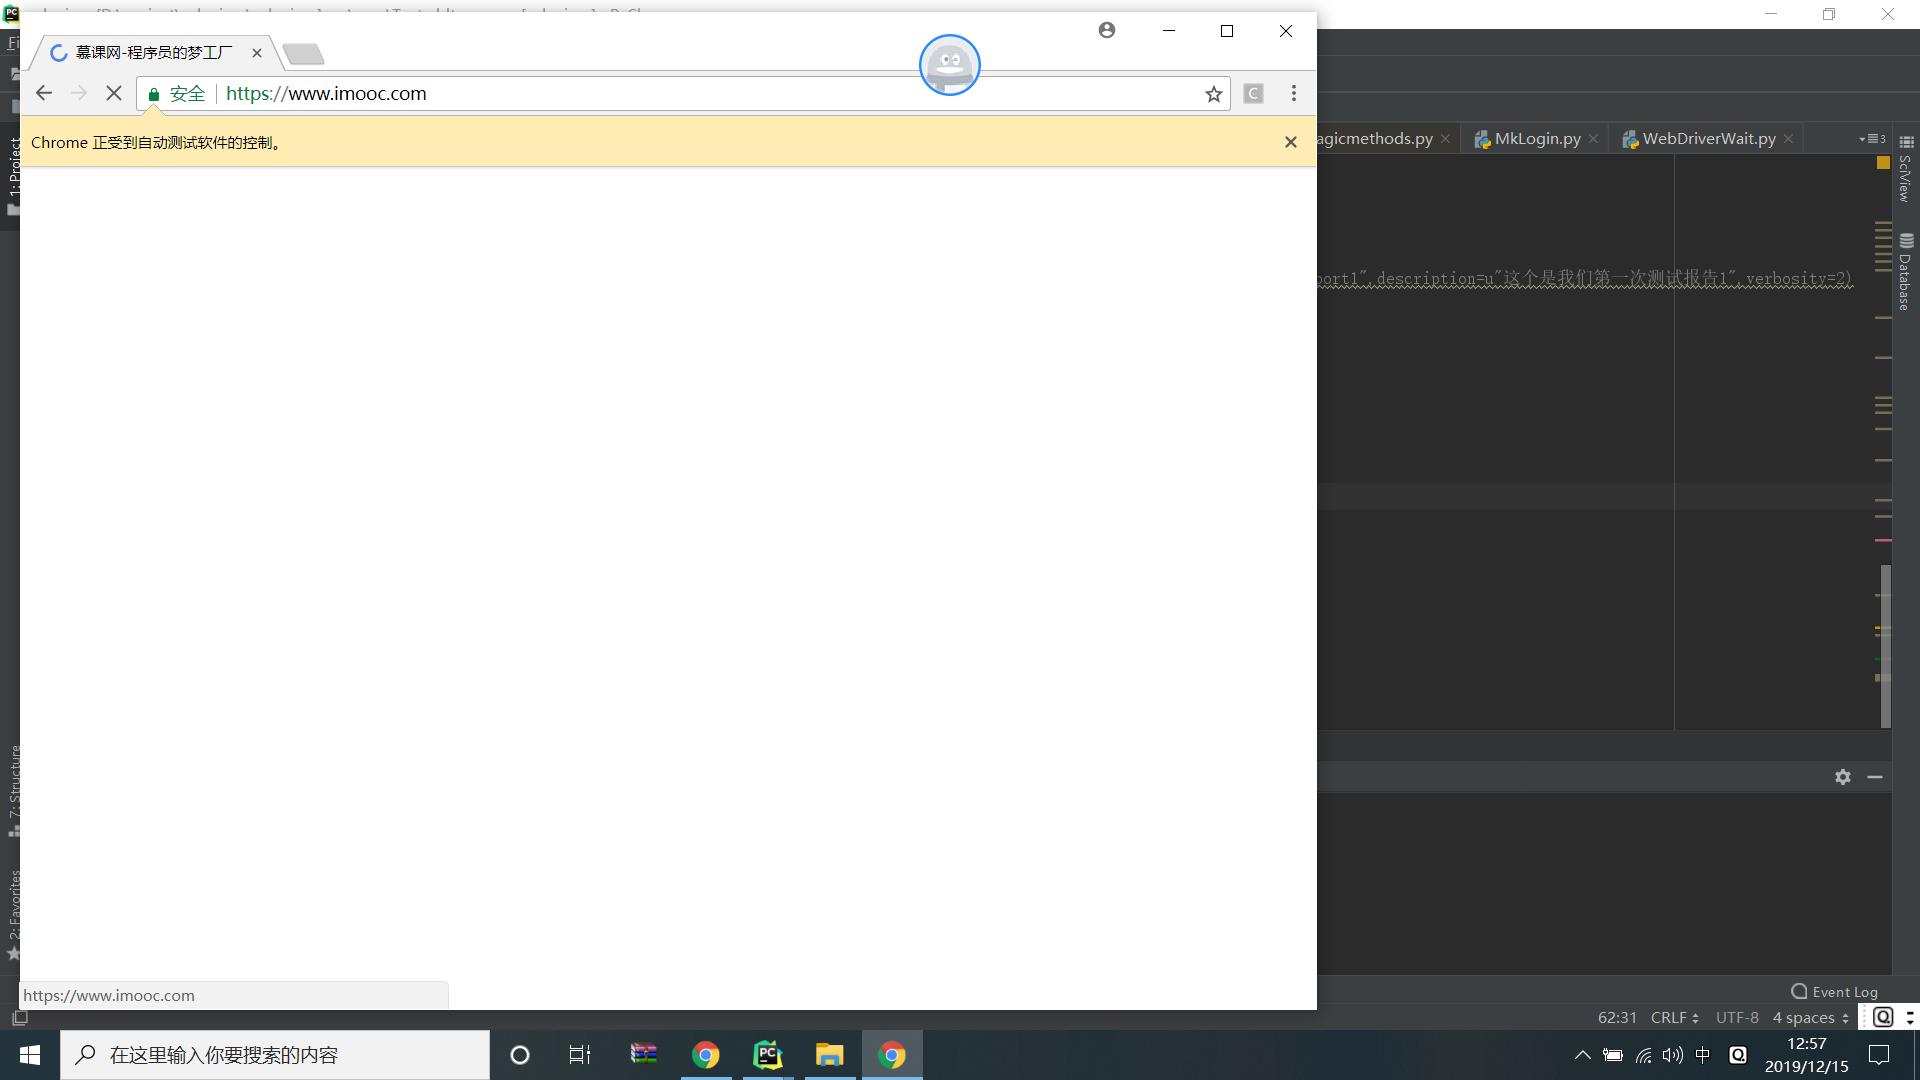 慕课网-程序员的梦工厂
安全
https://www.imooc.com
C
Chrome 正受到自动测试软件的控制。
agicmethods.py
MkLogin.py
WebDriverWait.py
3
1: Project
SciView
Database
port1",description=u"这个是我们第一次测试报告1",verbosity=2)
7: Structure
2: Favorites
https://www.imooc.com
Event Log
62:31
CRLF
UTF-8
4 spaces
在这里输入你要搜索的内容
PC
中
12:57
2019/12/15